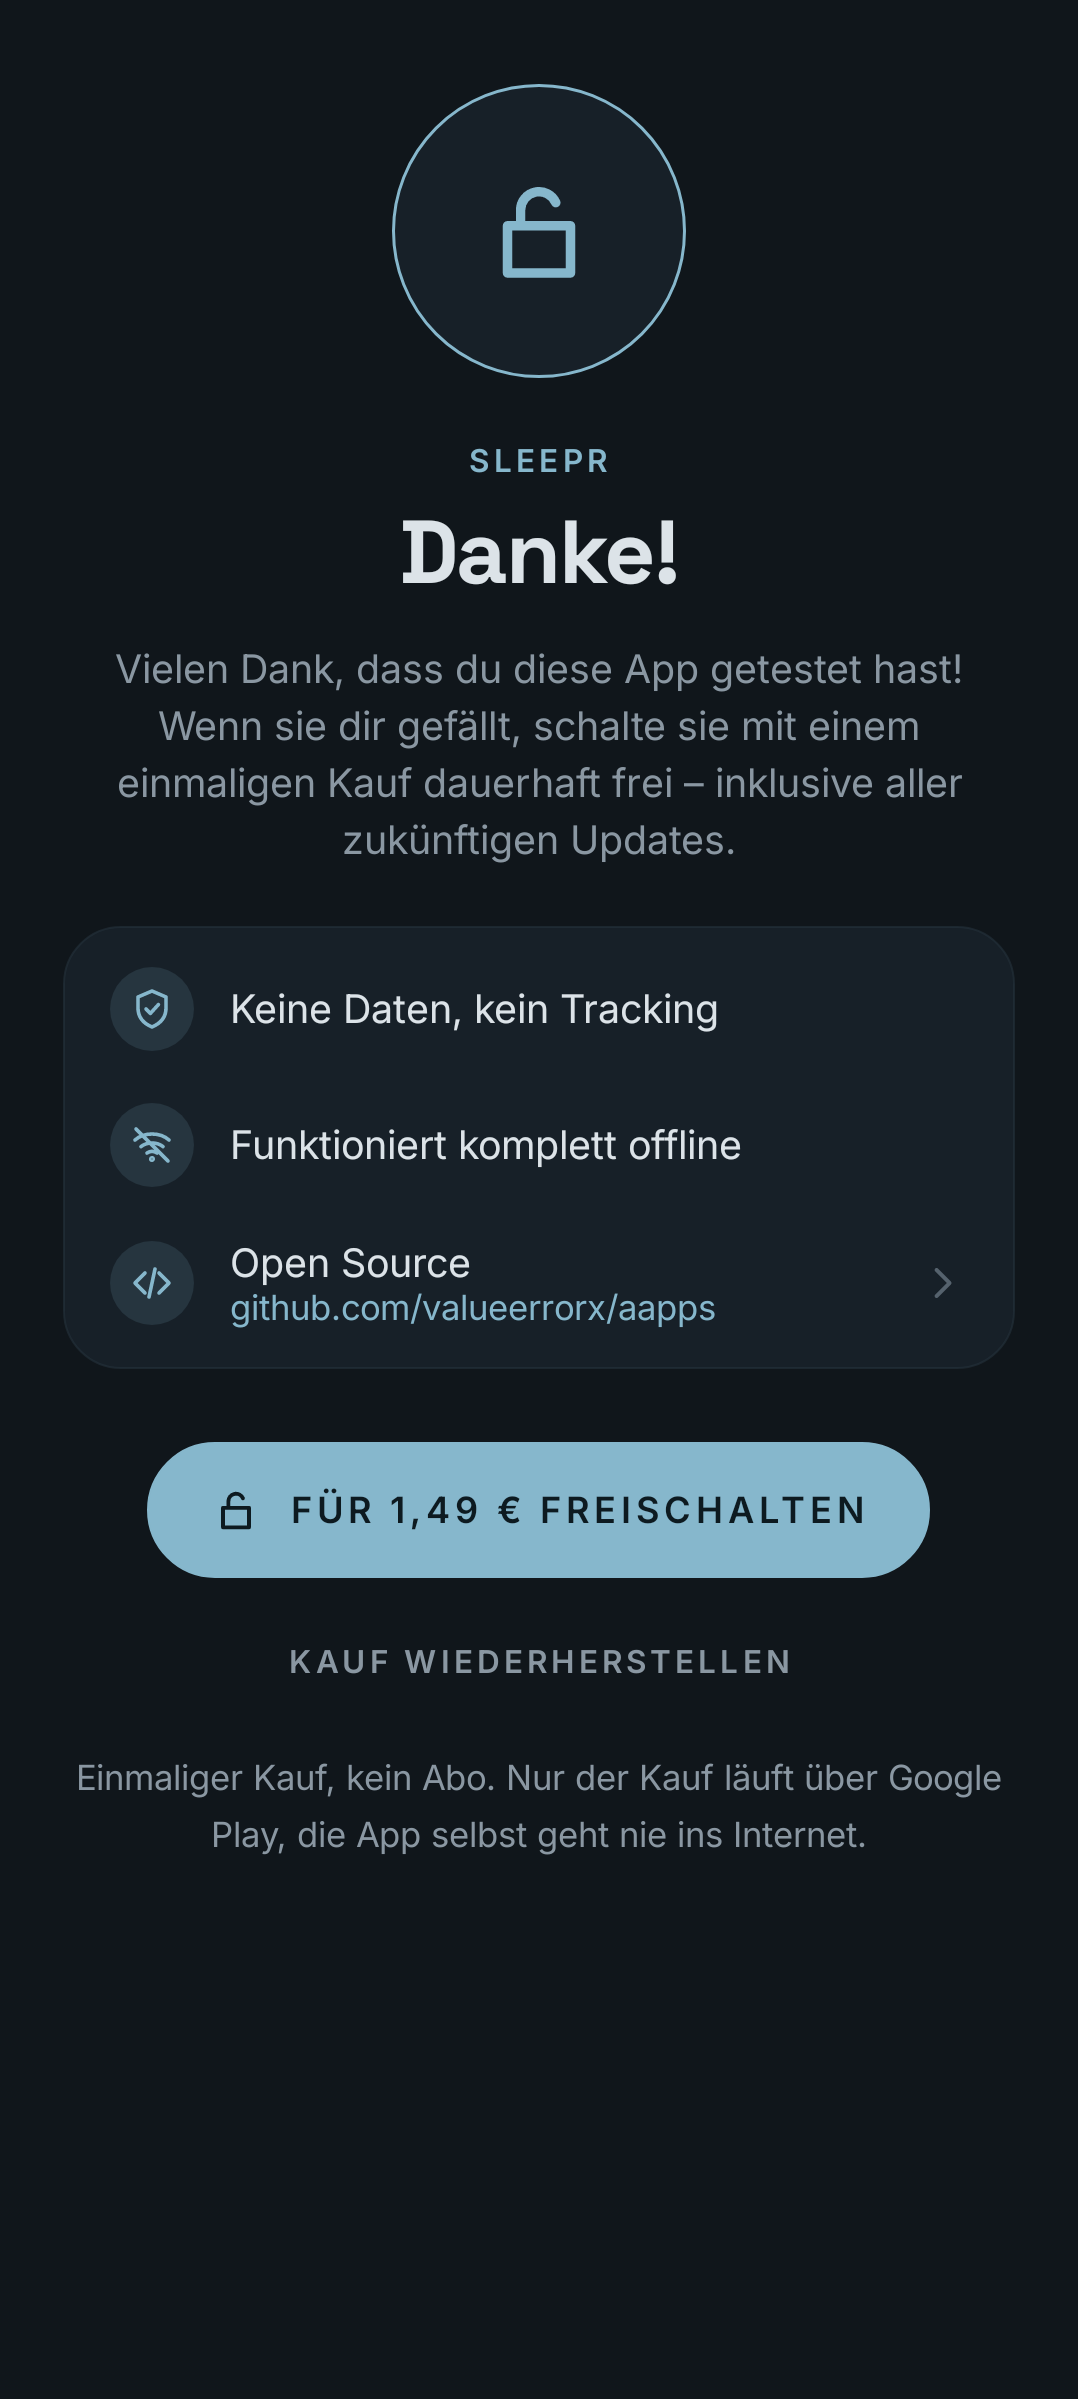 SLEEPR
Danke!
Vielen Dank, dass du diese App getestet hast!
Wenn sie dir gefällt, schalte sie mit einem
einmaligen Kauf dauerhaft frei – inklusive aller
zukünftigen Updates.
Keine Daten, kein Tracking
Funktioniert komplett offline
Open Source
github.com/valueerrorx/aapps
FÜR 1,49 € FREISCHALTEN
KAUF WIEDERHERSTELLEN
Einmaliger Kauf, kein Abo. Nur der Kauf läuft über Google
Play, die App selbst geht nie ins Internet.